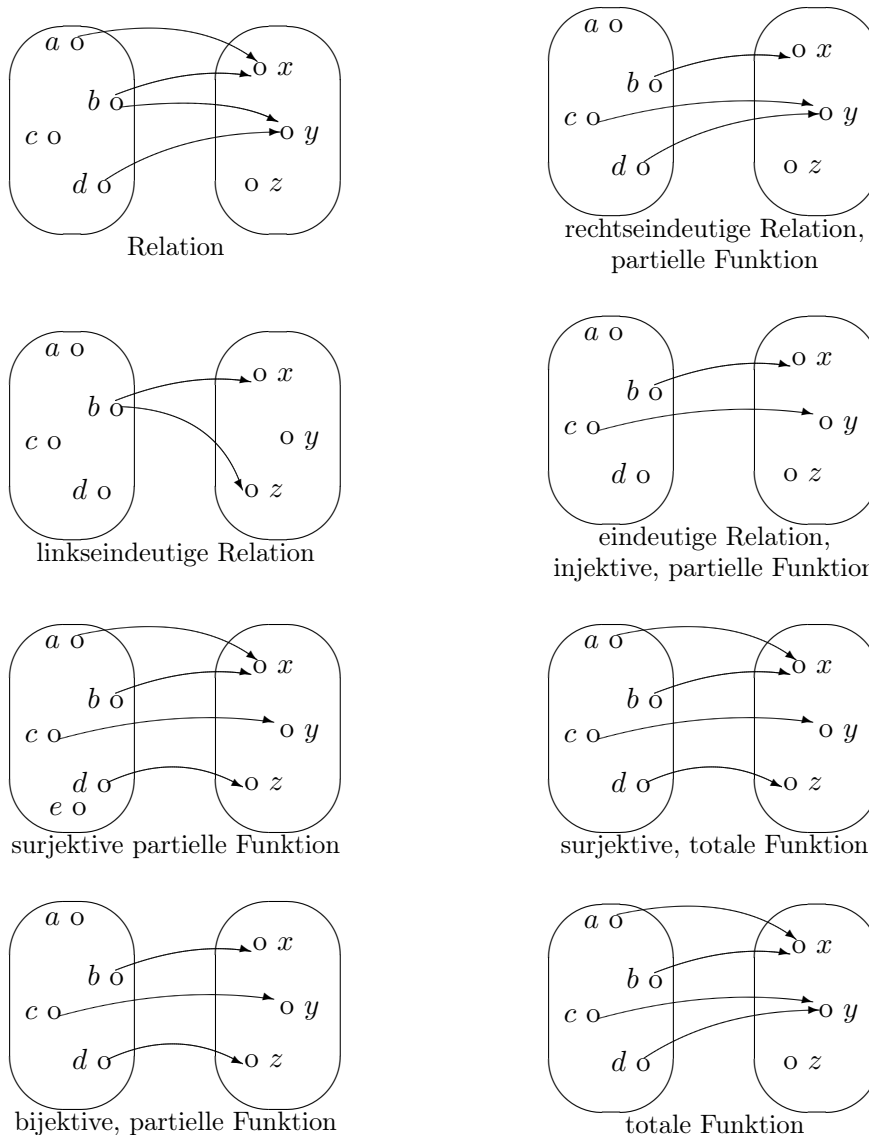 a x
b
c y
d z
Relation
a x
b
c y
d z
rechtseindeutige Relation,
partielle Funktion
a x
b
c y
d z
linkseindeutige Relation
a x
b
c y
d z
eindeutige Relation,
injektive, partielle Funktion
a x
b
c y
d z
e
surjektive partielle Funktion
a x
b
c y
d z
surjektive, totale Funktion
a x
b
c y
d z
bijektive, partielle Funktion
a x
b
c y
d z
totale Funktion